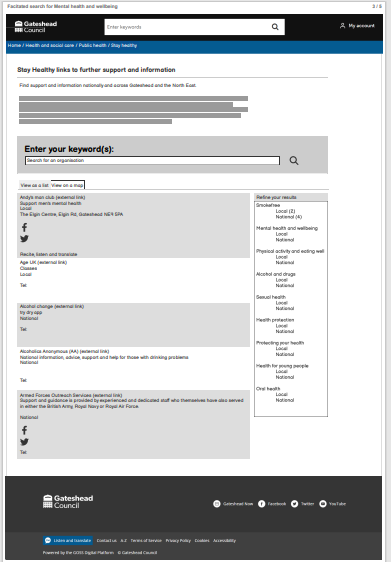 Faciliated search for Mental health and wellbeing
3 / 8
Gateshead Council
Enter keywords
My account
Home / Health and social care / Public health / Stay healthy
Stay Healthy links to further support and information
Find support and information nationally and across Gateshead and the North East.
Enter your keyword(s):
Search for an organisation
View as a list
View on a map
Andy's man club (external link)
Support men's mental health
Local
The Elgin Centre, Elgin Rd, Gateshead NE9 5PA
Recite, listen and translate
Age UK (external link)
Classes
Local
Tel
Alcohol change (external link)
by dry app
National
Tel
Alcoholics Anonymous (AA) (external link)
National information, advice, support and help for those with drinking problems
National
Tel
Armed Forces Outreach Services (external link)
Support and guidance is provided by experienced and dedicated staff who themselves have also served
in either the British Army, Royal Navy or Royal Air Force.
National
Tel
Refine your results
Smokefree
Local (2)
National (4)
Mental health and wellbeing
Local
National
Physical activity and eating well
Local
National
Alcohol and drugs
Local
National
Sexual health
Local
National
Health protection
Local
National
Protecting your health
Local
National
Health for young people
Local
National
Oral health
Local
National
Gateshead Council
Gateshead Now
Facebook
Twitter
YouTube
Listen and translate
Contact us
A-Z
Terms of Service
Privacy Policy
Cookies
Accessibility
Powered by the GOSS Digital Platform © Gateshead Council